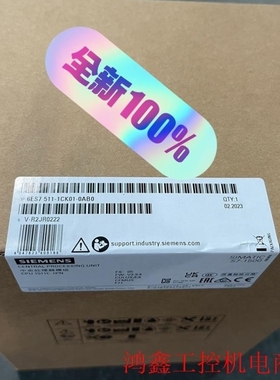 全新100%
6ES7 511-1CK01-0AB0
QTY:1
02.2023
V-R2JR0222
support.industry.siemens.com
SIEMENS
CENTRAL PROCESSING UNIT
SIMATIC
S7-1500
鸿鑫工控机电商